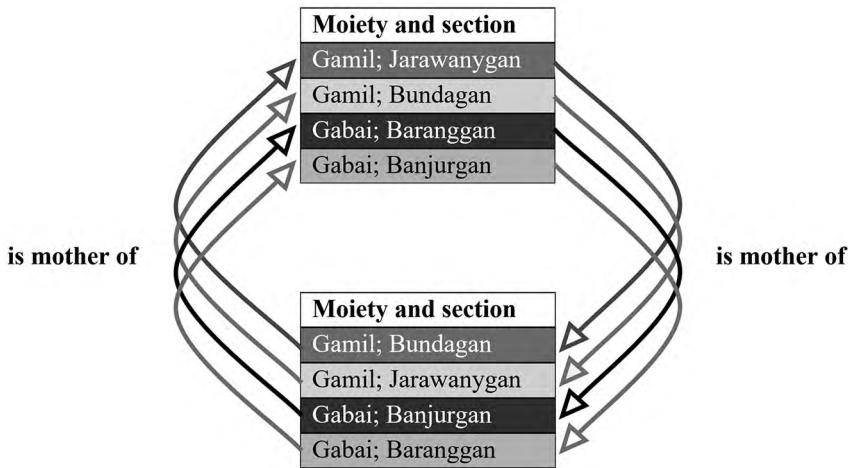 Moiety and section
Gamil; Jarawanygan
Gamil; Bundagan
Gabai; Baranggan
Gabai; Banjurgan
is mother of
is mother of
Moiety and section
Gamil; Bundagan
Gamil; Jarawanygan
Gabai; Banjurgan
Gabai; Baranggan